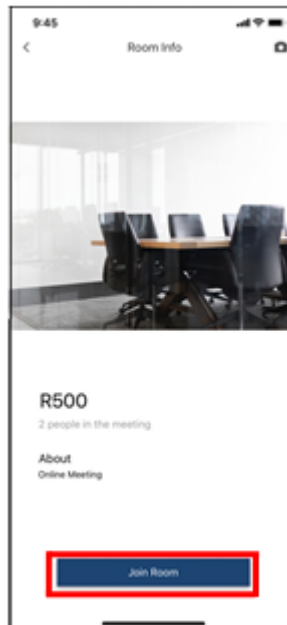 9:45
Room Info
R500
2 people in the meeting
About
Online Meeting
Join Room